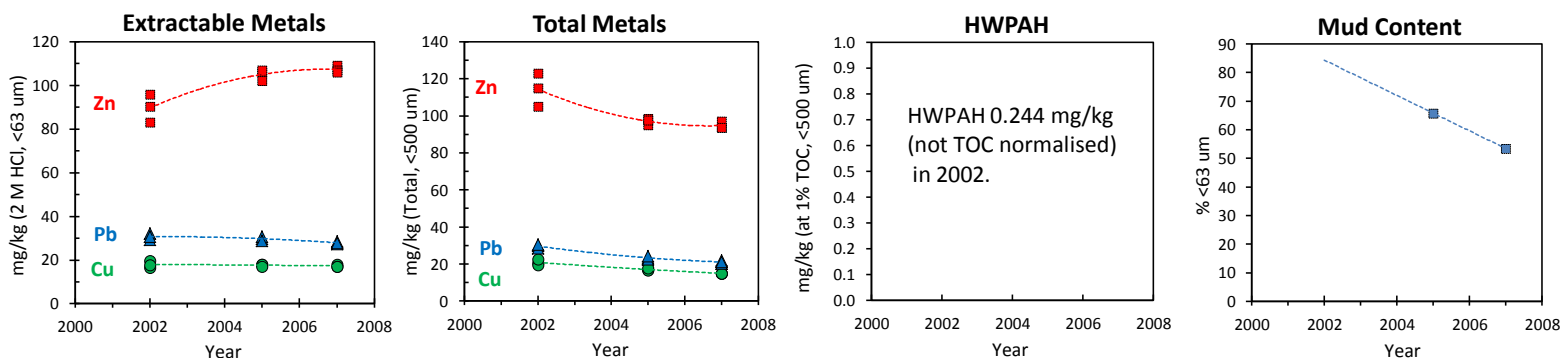 Extractable Metals
mg/kg (2 M HCl, <63 um)
120
100
80
60
40
20
0
Zn
Pb
Cu
2000 2002 2004 2006 2008
Year
Total Metals
mg/kg (Total, <500 um)
140
120
100
80
60
40
20
0
Zn
Pb
Cu
2000 2002 2004 2006 2008
Year
HWPAH
mg/kg (at 1% TOC, <500 um)
1.0
0.9
0.8
0.7
0.6
0.5
0.4
0.3
0.2
0.1
0.0
HWPAH 0.244 mg/kg
(not TOC normalised)
in 2002.
2000 2002 2004 2006 2008
Year
Mud Content
% <63 um
90
80
70
60
50
40
30
20
10
0
2000 2002 2004 2006 2008
Year